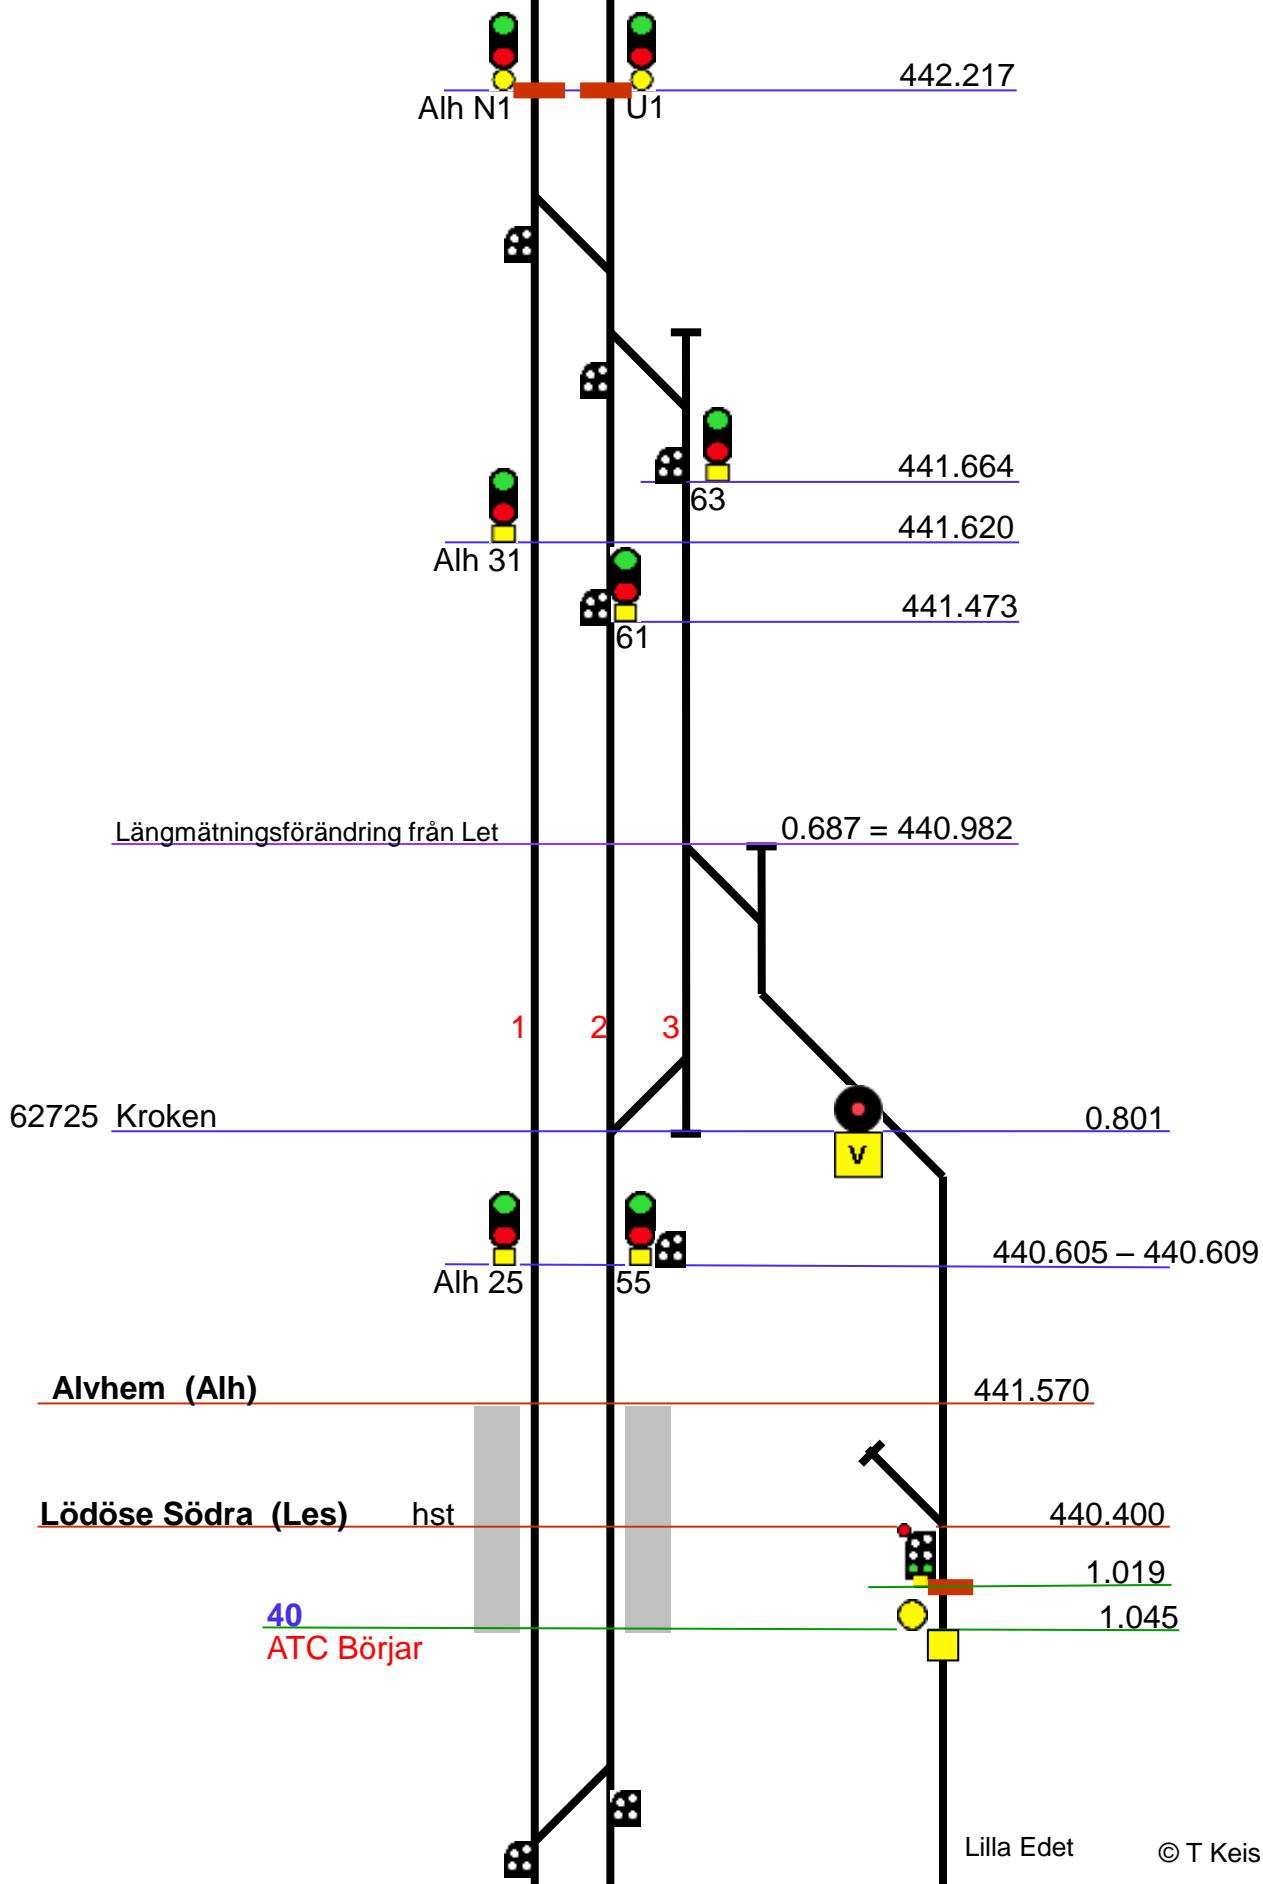 442.217
Alh N1
U1
441.664
63
441.620
Alh 31
441.473
61
Längmätningsförändring från Let
0.687 = 440.982
1
2
3
62725 Kroken
0.801
V
440.605 – 440.609
Alh 25
55
Alvhem (Alh)
441.570
Lödöse Södra (Les) hst
440.400
1.019
40
1.045
ATC Börjar
Lilla Edet
© T Keis